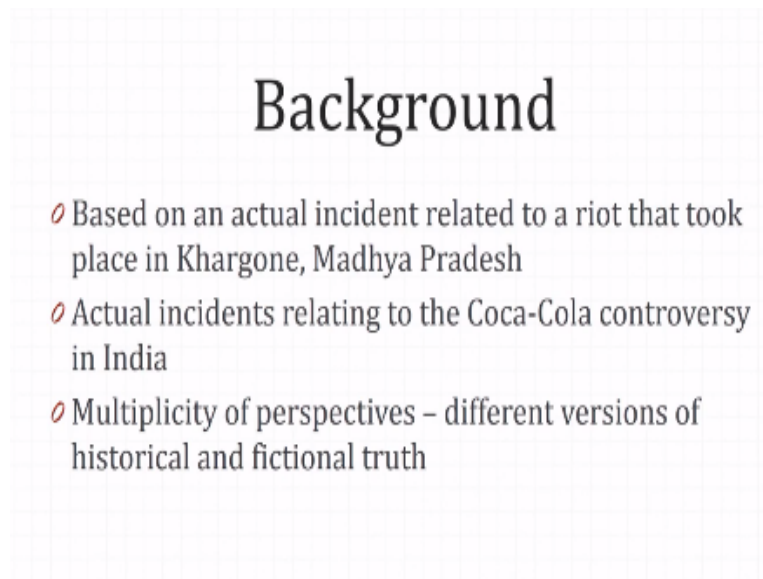 Background
Based on an actual incident related to a riot that took
place in Khargone, Madhya Pradesh
Actual incidents relating to the Coca-Cola controversy
in India
Multiplicity of perspectives – different versions of
historical and fictional truth